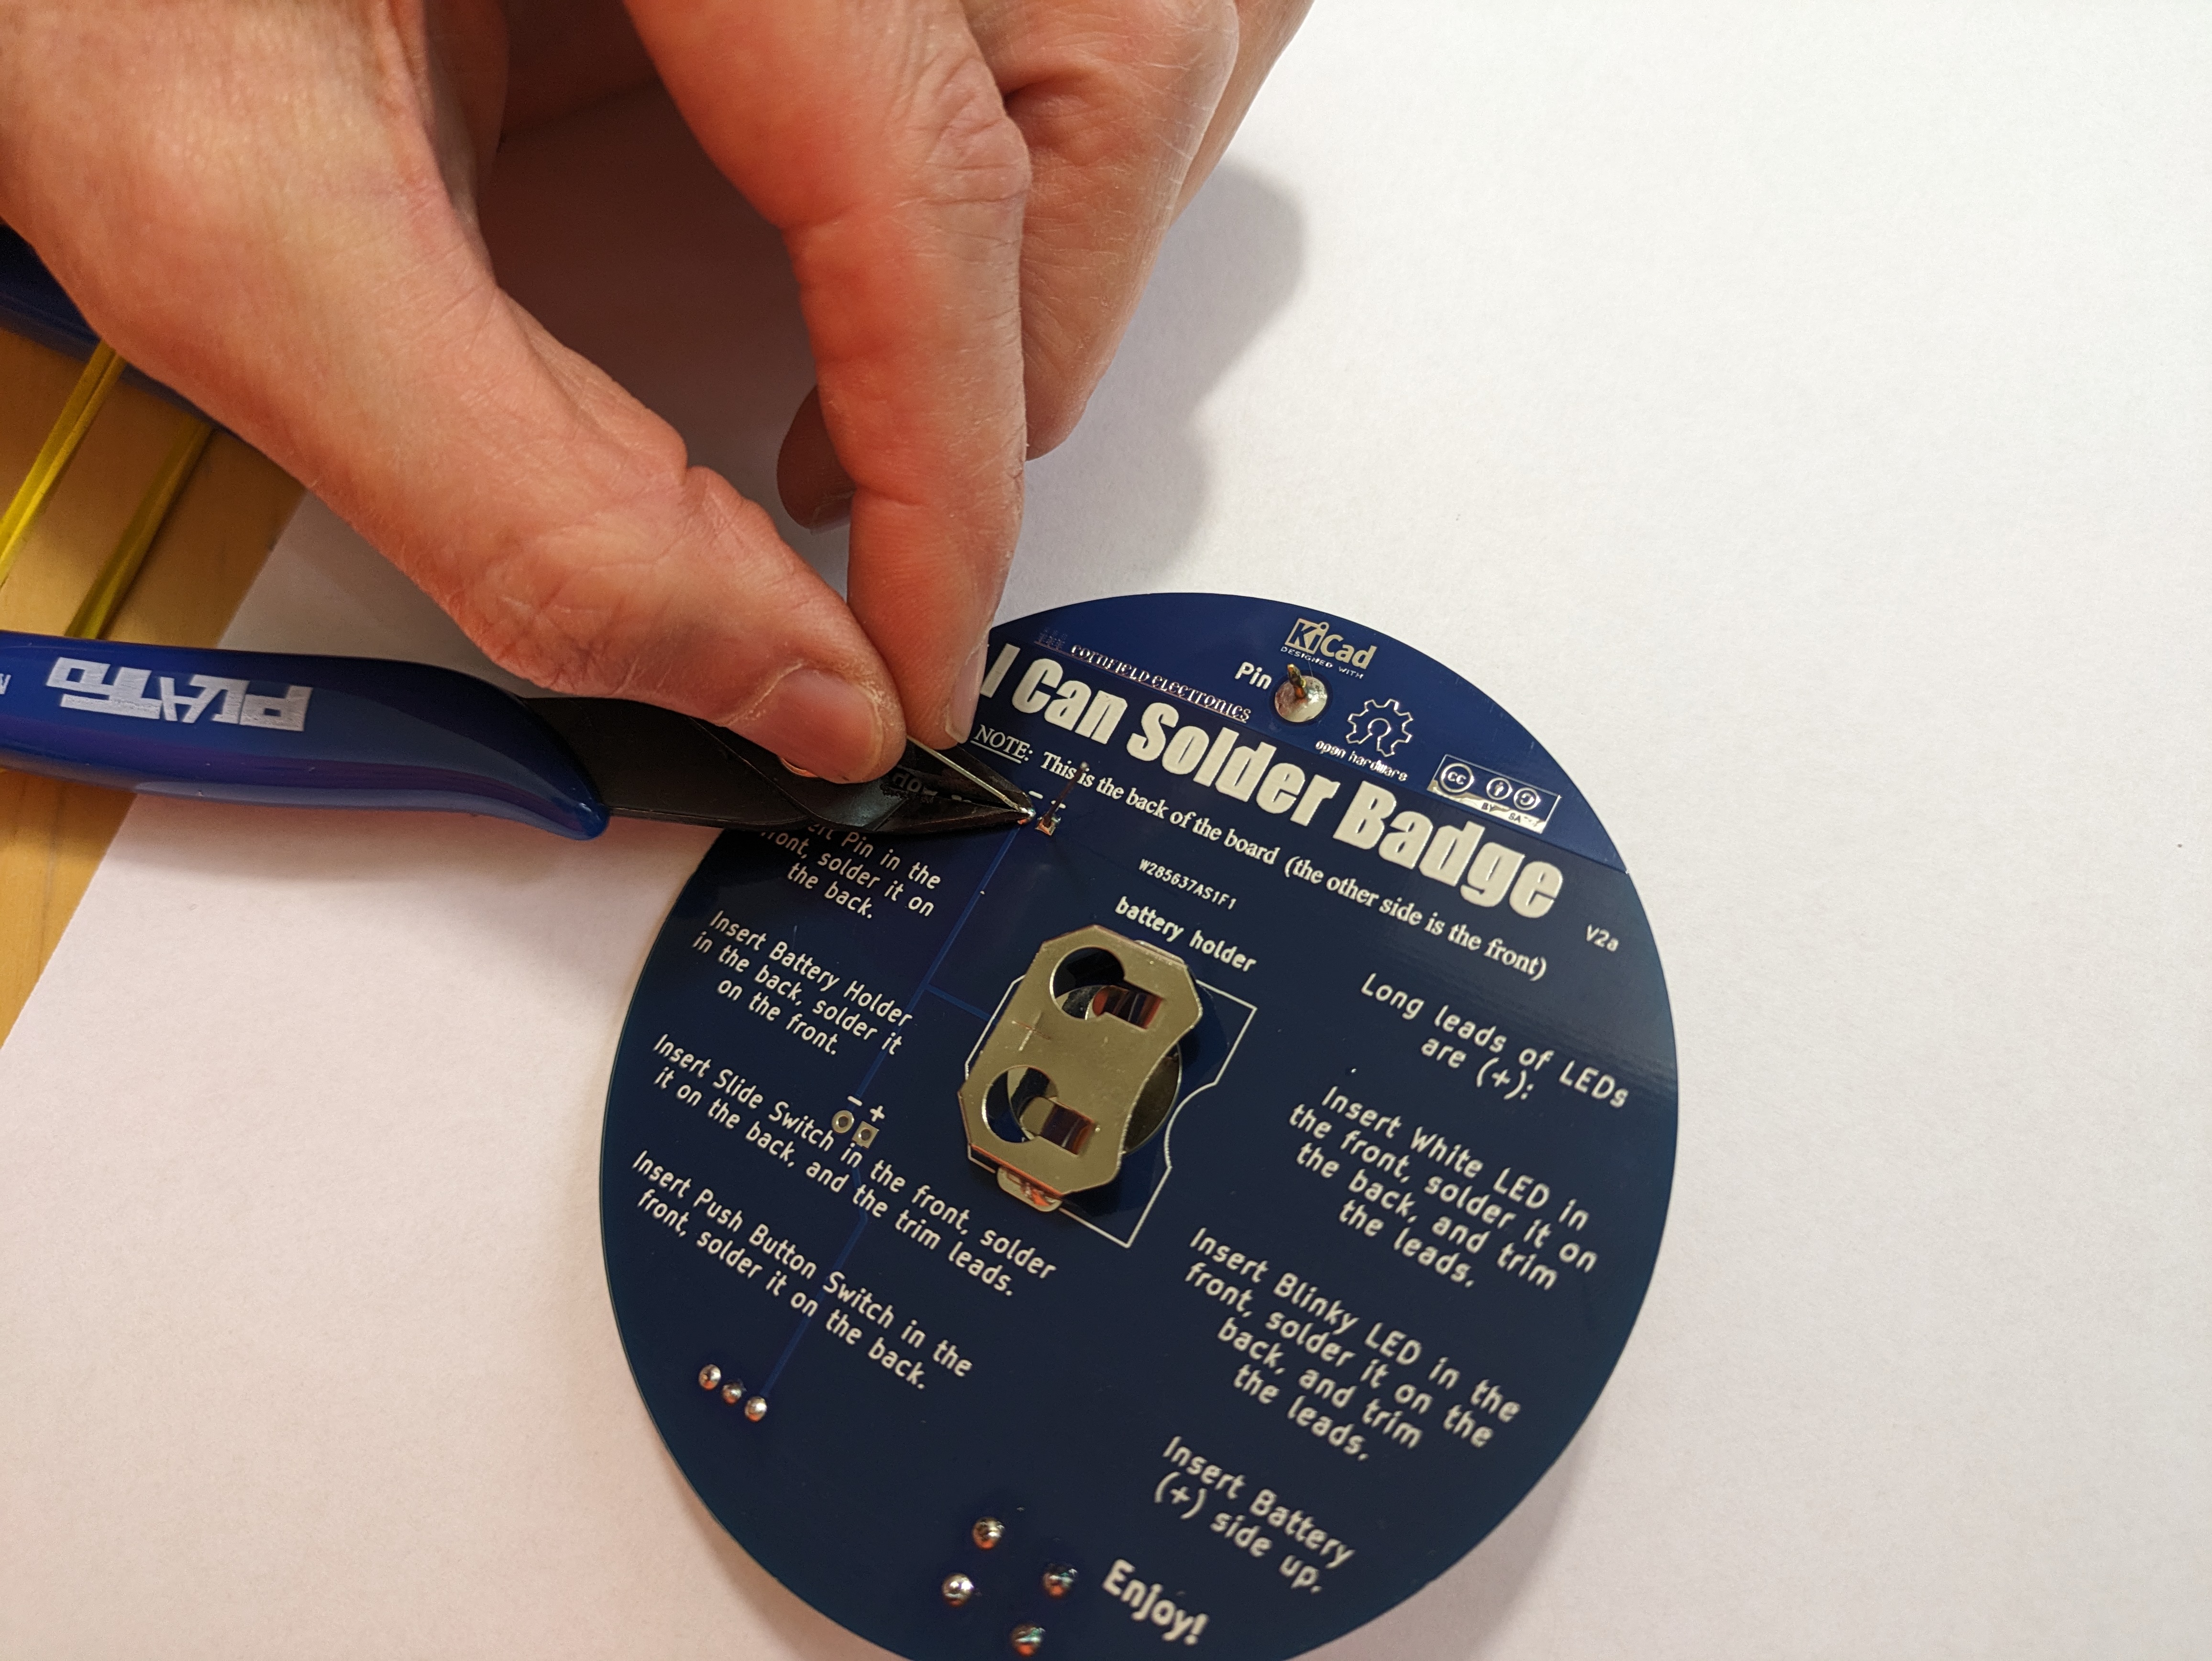 PLATO
KiCad
DESIGNED WITH
Pin
CORNFIELD ELECTRONICS
I Can Solder Badge
open hardware
CC
BY
SA
NOTE: This is the back of the board (the other side is the front)
V2a
W285637AS1F1
battery holder
Pin in the
front, solder it on
the back.
Insert Battery Holder
in the back, solder it
on the front.
- +
Insert Slide Switch in the front, solder
it on the back, and the trim leads.
Insert Push Button Switch in the
front, solder it on the back.
Long leads of LEDs
are (+):
Insert White LED in
the front, solder it on
the back, and trim
the leads.
Insert Blinky LED in the
front, solder it on the
back, and trim
the leads.
Insert Battery
(+) side up.
Enjoy!